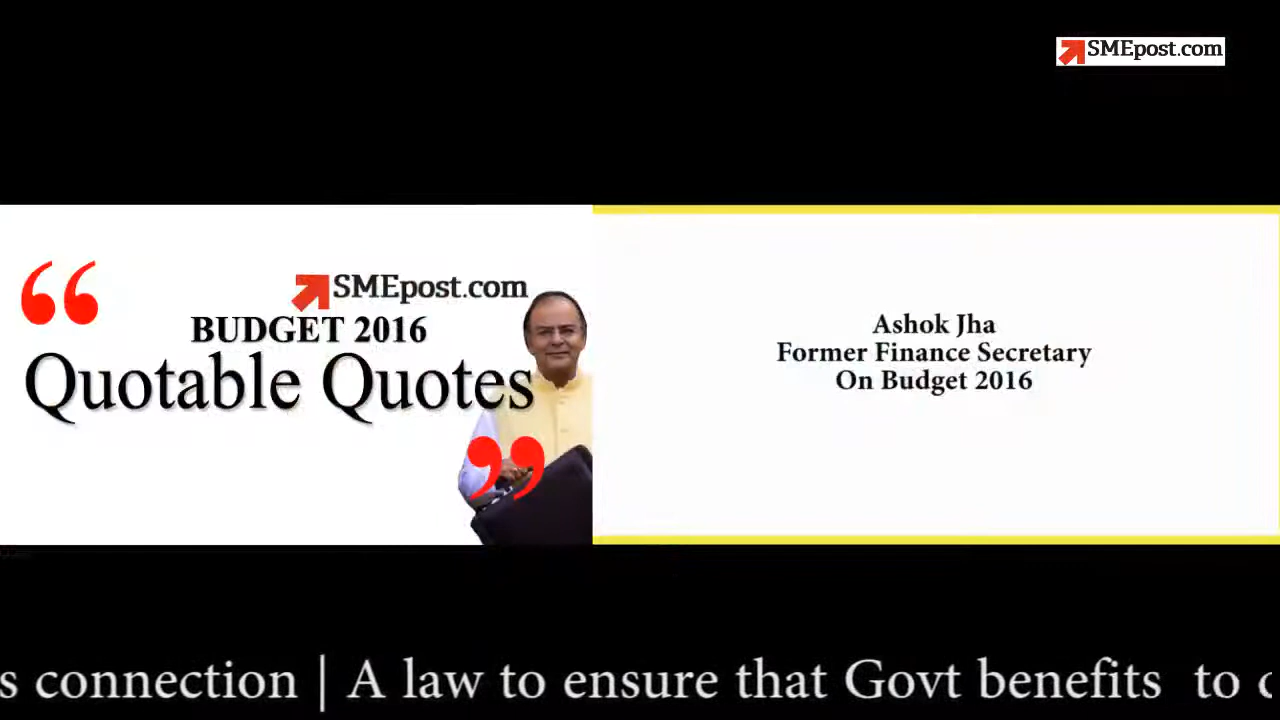 SMEpost.com
“
SMEpost.com
BUDGET 2016
Quotable Quotes
”
Ashok Jha
Former Finance Secretary
On Budget 2016
s connection | A law to ensure that Govt benefits to